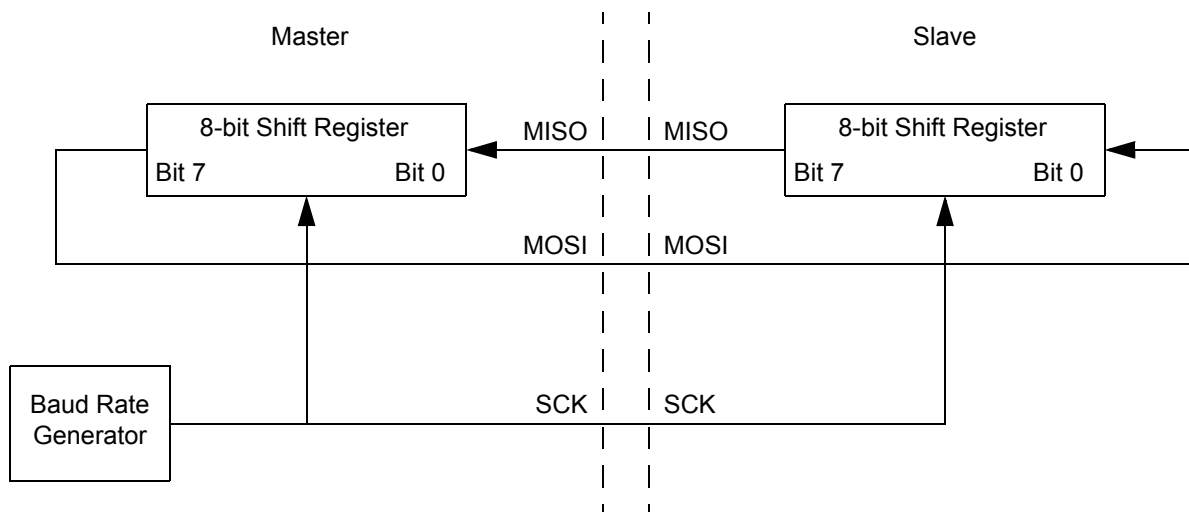 Master
Slave
8-bit Shift Register
Bit 7
Bit 0
MISO
MISO
8-bit Shift Register
Bit 7
Bit 0
MOSI
MOSI
Baud Rate
Generator
SCK
SCK